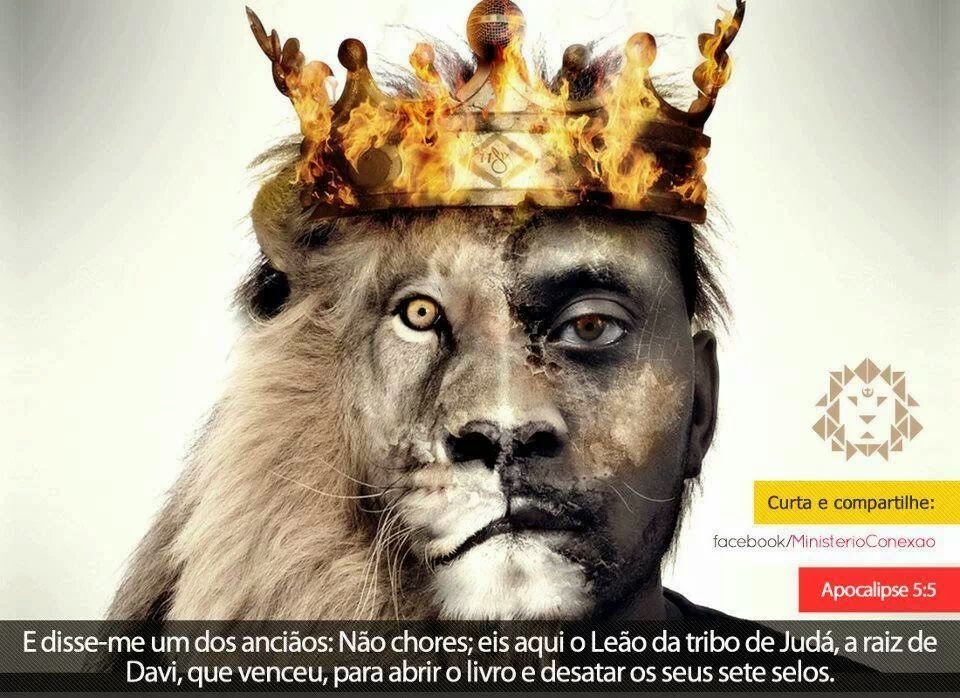 Curta e compartilhe:
facebook/MinisterioConexao
Apocalipse 5:5
E disse-me um dos anciãos: Não chores; eis aqui o Leão da tribo de Judá, a raiz de
Davi, que venceu, para abrir o livro e desatar os seus sete selos.